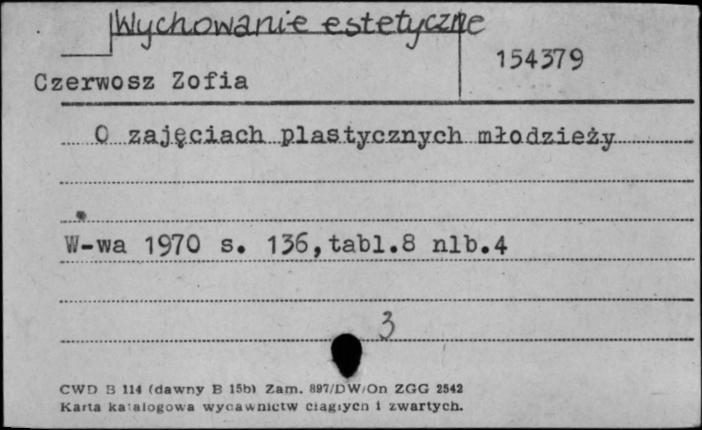 Wychowanie estetyczne
154379
Czerwosz Zofia
O zajęciach plastycznych młodzieży
W-wa 1970 s. 136,tabl.8 nlb.4
3
CWD B 114 (dawny B 15b) Zam. 897/DW/On ZGG 2542
Karta katalogowa wydawnictw ciągłych i zwartych.